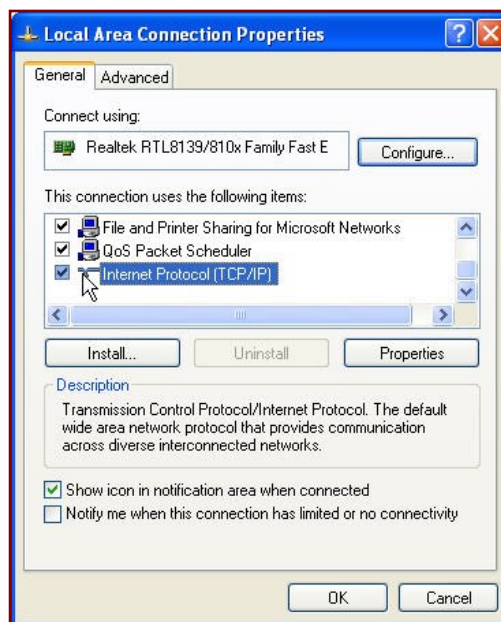 Local Area Connection Properties
General
Advanced
Connect using:
Realtek RTL8139/810x Family Fast E
Configure...
This connection uses the following items:
File and Printer Sharing for Microsoft Networks
QoS Packet Scheduler
Internet Protocol (TCP/IP)
Install...
Uninstall
Properties
Description
Transmission Control Protocol/Internet Protocol. The default
wide area network protocol that provides communication
across diverse interconnected networks.
Show icon in notification area when connected
Notify me when this connection has limited or no connectivity
OK
Cancel